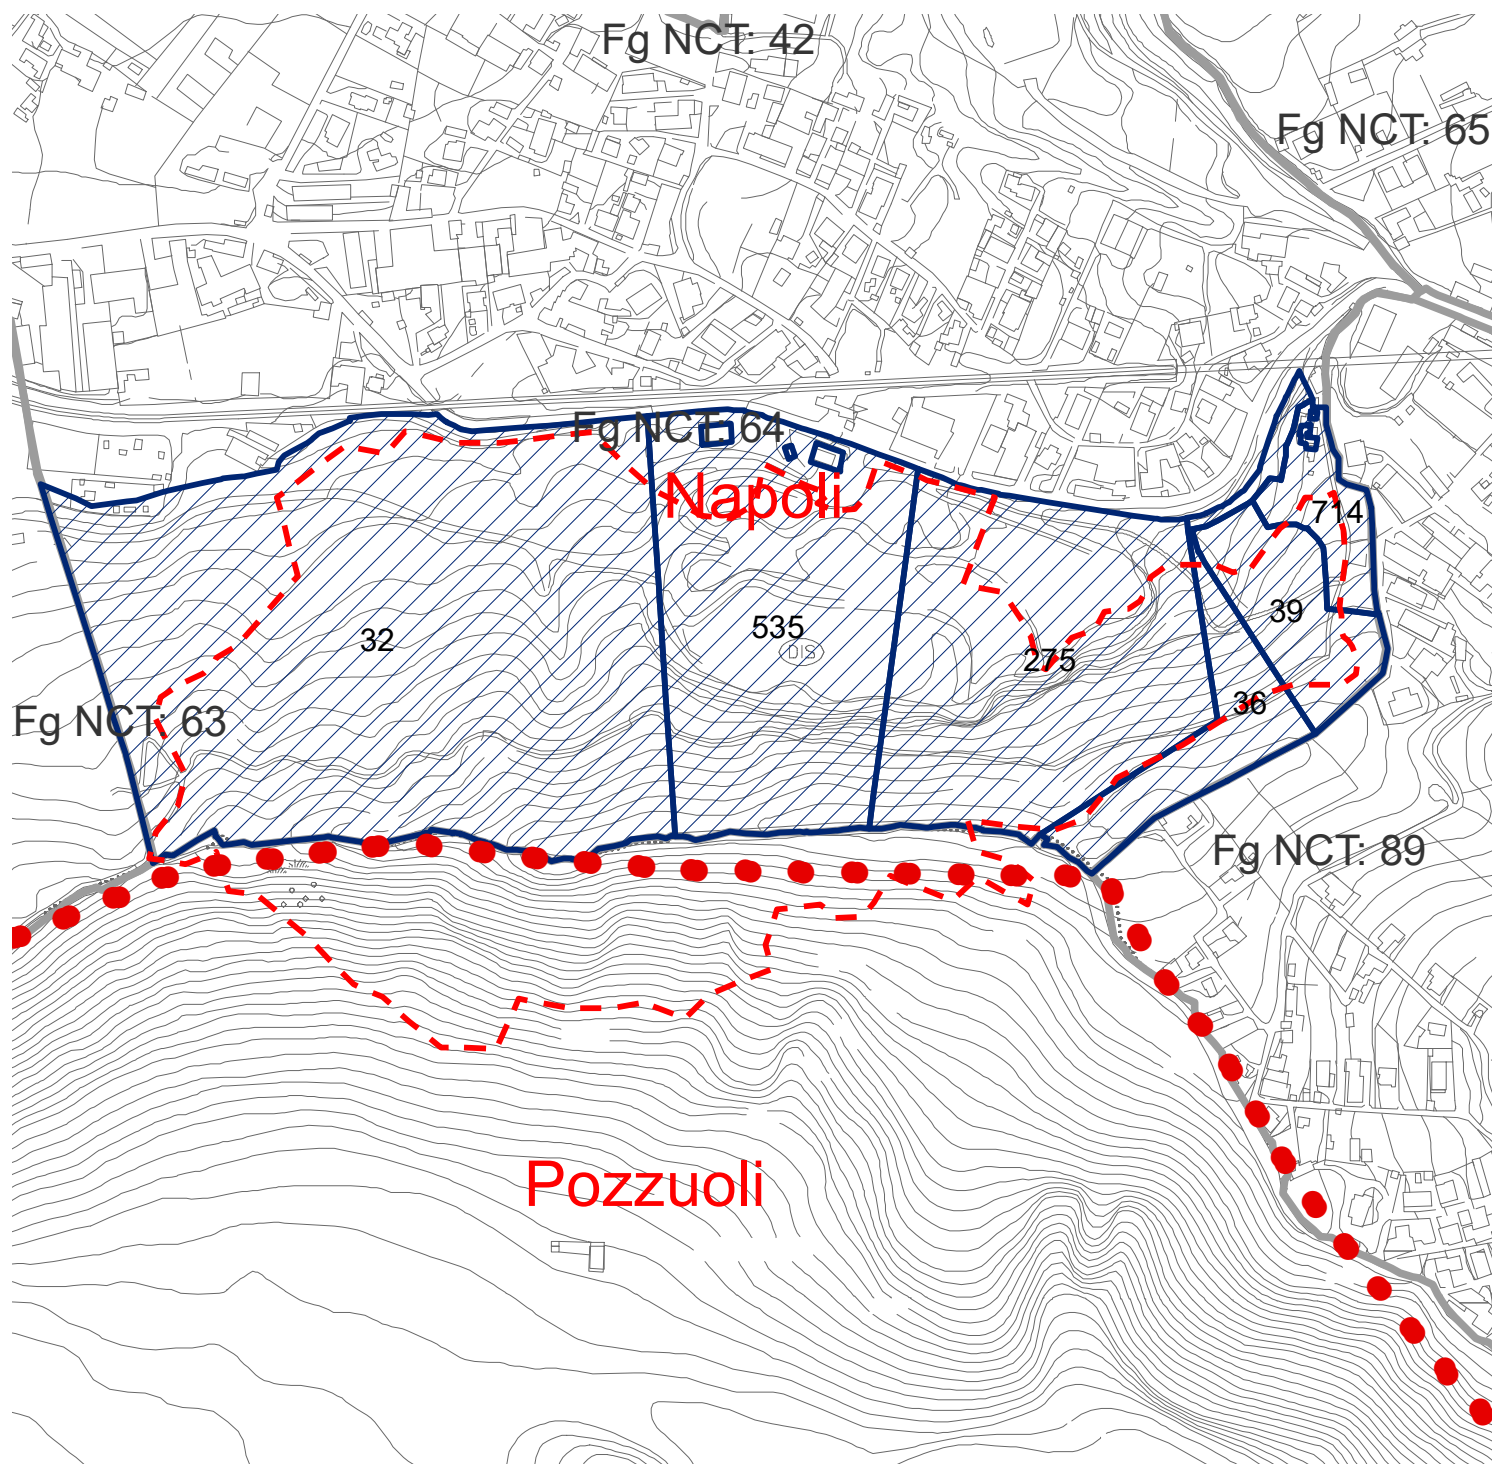 Fg NCT: 42
Fg NCT: 65
Fg NCT: 64
Napoli
714
39
535
32
DIS
275
36
Fg NCT: 63
Fg NCT: 89
Pozzuoli